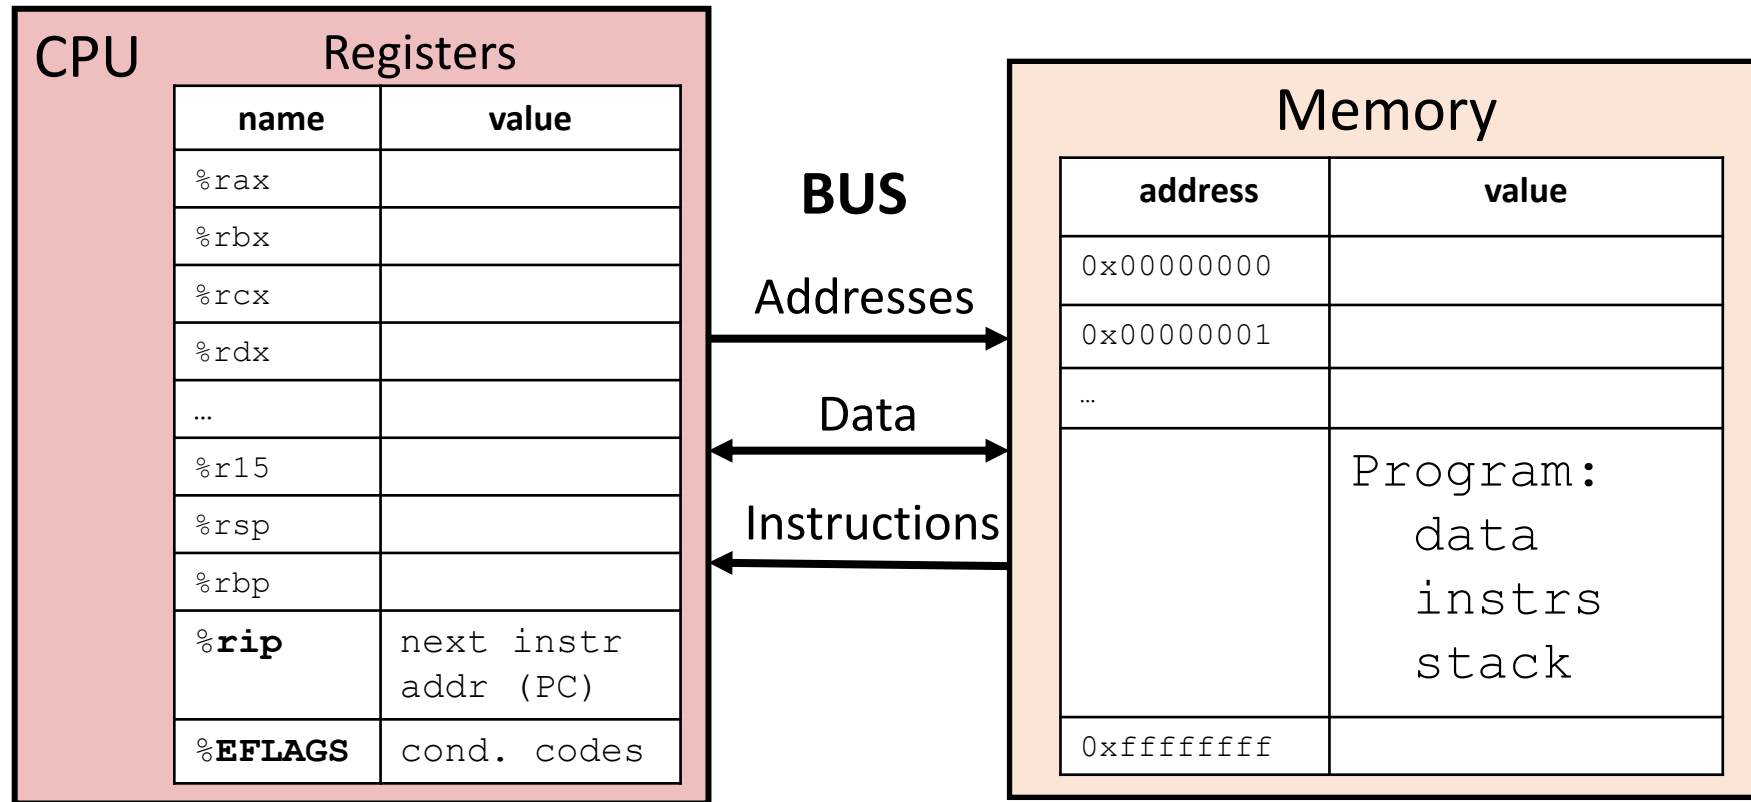 CPU
Registers
name value
%rax
%rbx
%rcx
%rdx
…
%r15
%rsp
%rbp
%rip next instr
addr (PC)
%EFLAGS cond. codes
BUS
Addresses
Data
Instructions
Memory
address value
0x00000000
0x00000001
…
Program:
data
instrs
stack
0xffffffff